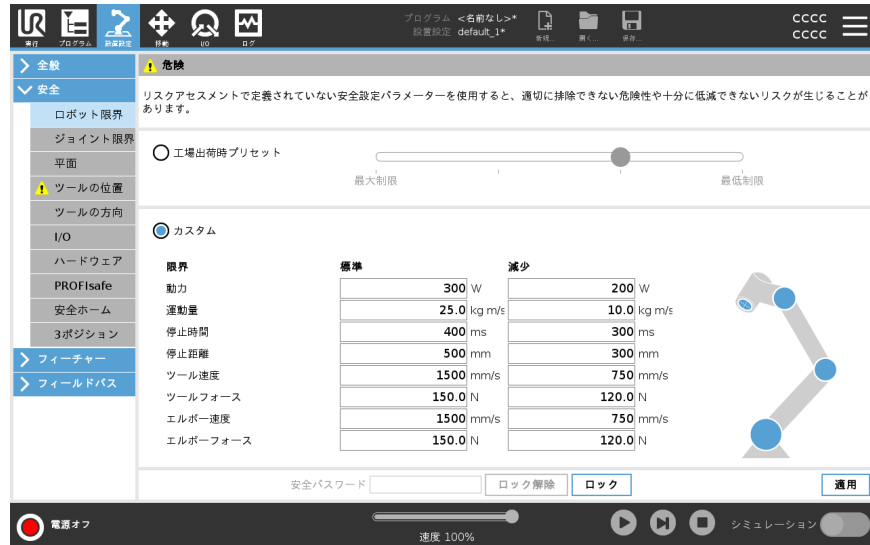 UR
実行
プログラム
設置設定
移動
I/O
ログ
プログラム <名前なし>*
設置設定 default_1*
新規...
開く...
保存...
cccc
cccc
全般
安全
ロボット限界
ジョイント限界
平面
ツールの位置
ツールの方向
I/O
ハードウェア
PROFIsafe
安全ホーム
3ポジション
フィーチャー
フィールドバス
危険
リスクアセスメントで定義されていない安全設定パラメーターを使用すると、適切に排除できない危険性や十分に低減できないリスクが生じることが
あります。
工場出荷時プリセット
最大制限 最低制限
カスタム
限界 標準 減少
動力 300 W 200 W
運動量 25.0 kg m/s 10.0 kg m/s
停止時間 400 ms 300 ms
停止距離 500 mm 300 mm
ツール速度 1500 mm/s 750 mm/s
ツールフォース 150.0 N 120.0 N
エルボー速度 1500 mm/s 750 mm/s
エルボーフォース 150.0 N 120.0 N
安全パスワード ロック解除 ロック 適用
電源オフ
速度 100%
シミュレーション